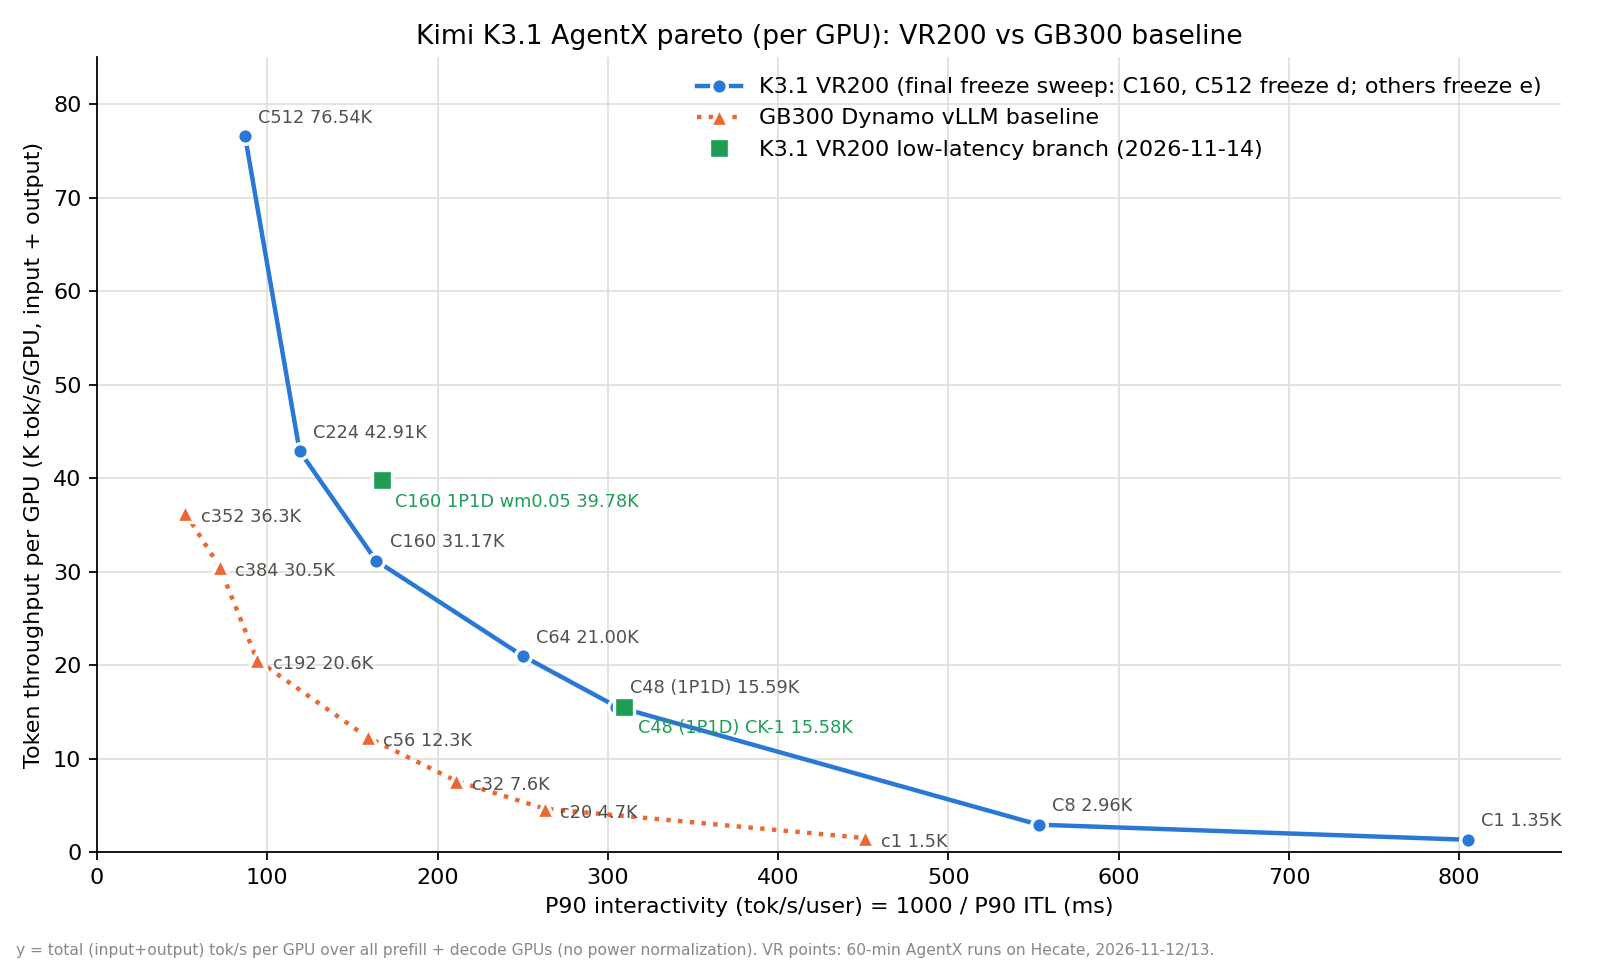 Kimi K3.1 AgentX pareto (per GPU): VR200 vs GB300 baseline
K3.1 VR200 (final freeze sweep: C160, C512 freeze d; others freeze e)
GB300 Dynamo vLLM baseline
K3.1 VR200 low-latency branch (2026-11-14)
Token throughput per GPU (K tok/s/GPU, input + output)
80
70
60
50
40
30
20
10
0
C512 76.54K
C224 42.91K
C160 1P1D wm0.05 39.78K
C160 31.17K
c352 36.3K
c384 30.5K
C64 21.00K
c192 20.6K
C48 (1P1D) 15.59K
C48 (1P1D) CK-1 15.58K
c56 12.3K
c32 7.6K
c20 4.7K
C8 2.96K
c1 1.5K
C1 1.35K
0 100 200 300 400 500 600 700 800
P90 interactivity (tok/s/user) = 1000 / P90 ITL (ms)
y = total (input+output) tok/s per GPU over all prefill + decode GPUs (no power normalization). VR points: 60-min AgentX runs on Hecate, 2026-11-12/13.